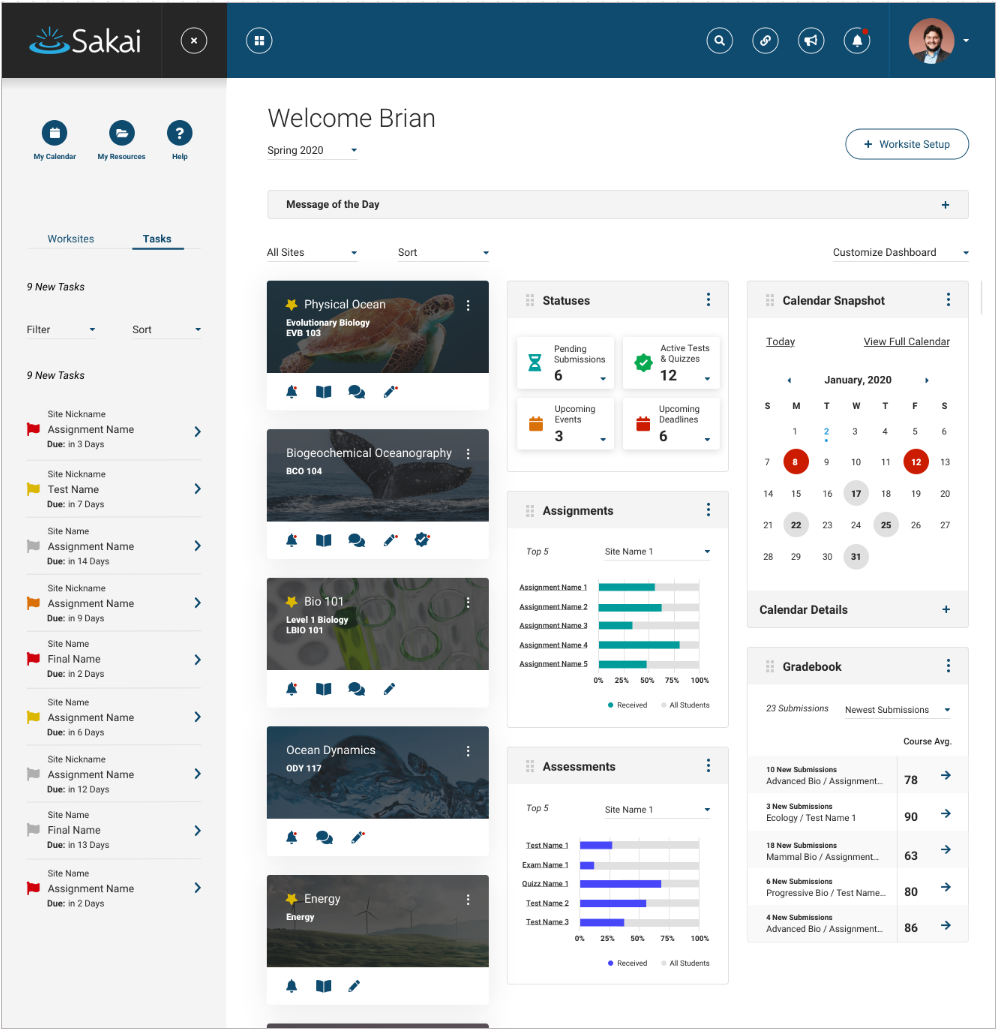 Sakai
My Calendar
My Resources
Help
Worksites
Tasks
9 New Tasks
Filter
Sort
9 New Tasks
Site Nickname
Assignment Name
Due: in 3 Days
Site Nickname
Test Name
Due: in 7 Days
Site Name
Assignment Name
Due: in 14 Days
Site Nickname
Assignment Name
Due: in 9 Days
Site Name
Final Name
Due: in 2 Days
Site Name
Assignment Name
Due: in 6 Days
Site Nickname
Assignment Name
Due: in 12 Days
Site Name
Final Name
Due: in 13 Days
Site Name
Assignment Name
Due: in 2 Days
Welcome Brian
Spring 2020
+ Worksite Setup
Message of the Day
+
All Sites
Sort
Customize Dashboard
Physical Ocean
Evolutionary Biology
EVB 103
Biogeochemical Oceanography
BCO 104
Bio 101
Level 1 Biology
LBIO 101
Ocean Dynamics
ODY 117
Energy
Energy
Statuses
Pending
Submissions
6
Active Tests
& Quizzes
12
Upcoming
Events
3
Upcoming
Deadlines
6
Assignments
Top 5
Site Name 1
Assignment Name 1
Assignment Name 2
Assignment Name 3
Assignment Name 4
Assignment Name 5
0% 25% 50% 75% 100%
Received All Students
Assessments
Top 5
Site Name 1
Test Name 1
Exam Name 1
Quizz Name 1
Test Name 2
Test Name 3
0% 25% 50% 75% 100%
Received All Students
Calendar Snapshot
Today
View Full Calendar
January, 2020
S M T W T F S
1 2 3 4 5 6
7 8 9 10 11 12 13
14 15 16 17 18 19 20
21 22 23 24 25 26 27
28 29 30 31
Calendar Details
+
Gradebook
23 Submissions
Newest Submissions
Course Avg.
10 New Submissions
Advanced Bio / Assignment...
78
3 New Submissions
Ecology / Test Name 1
90
18 New Submissions
Mammal Bio / Assignment...
63
6 New Submissions
Progressive Bio / Test Name...
80
4 New Submissions
Advanced Bio / Assignment...
86